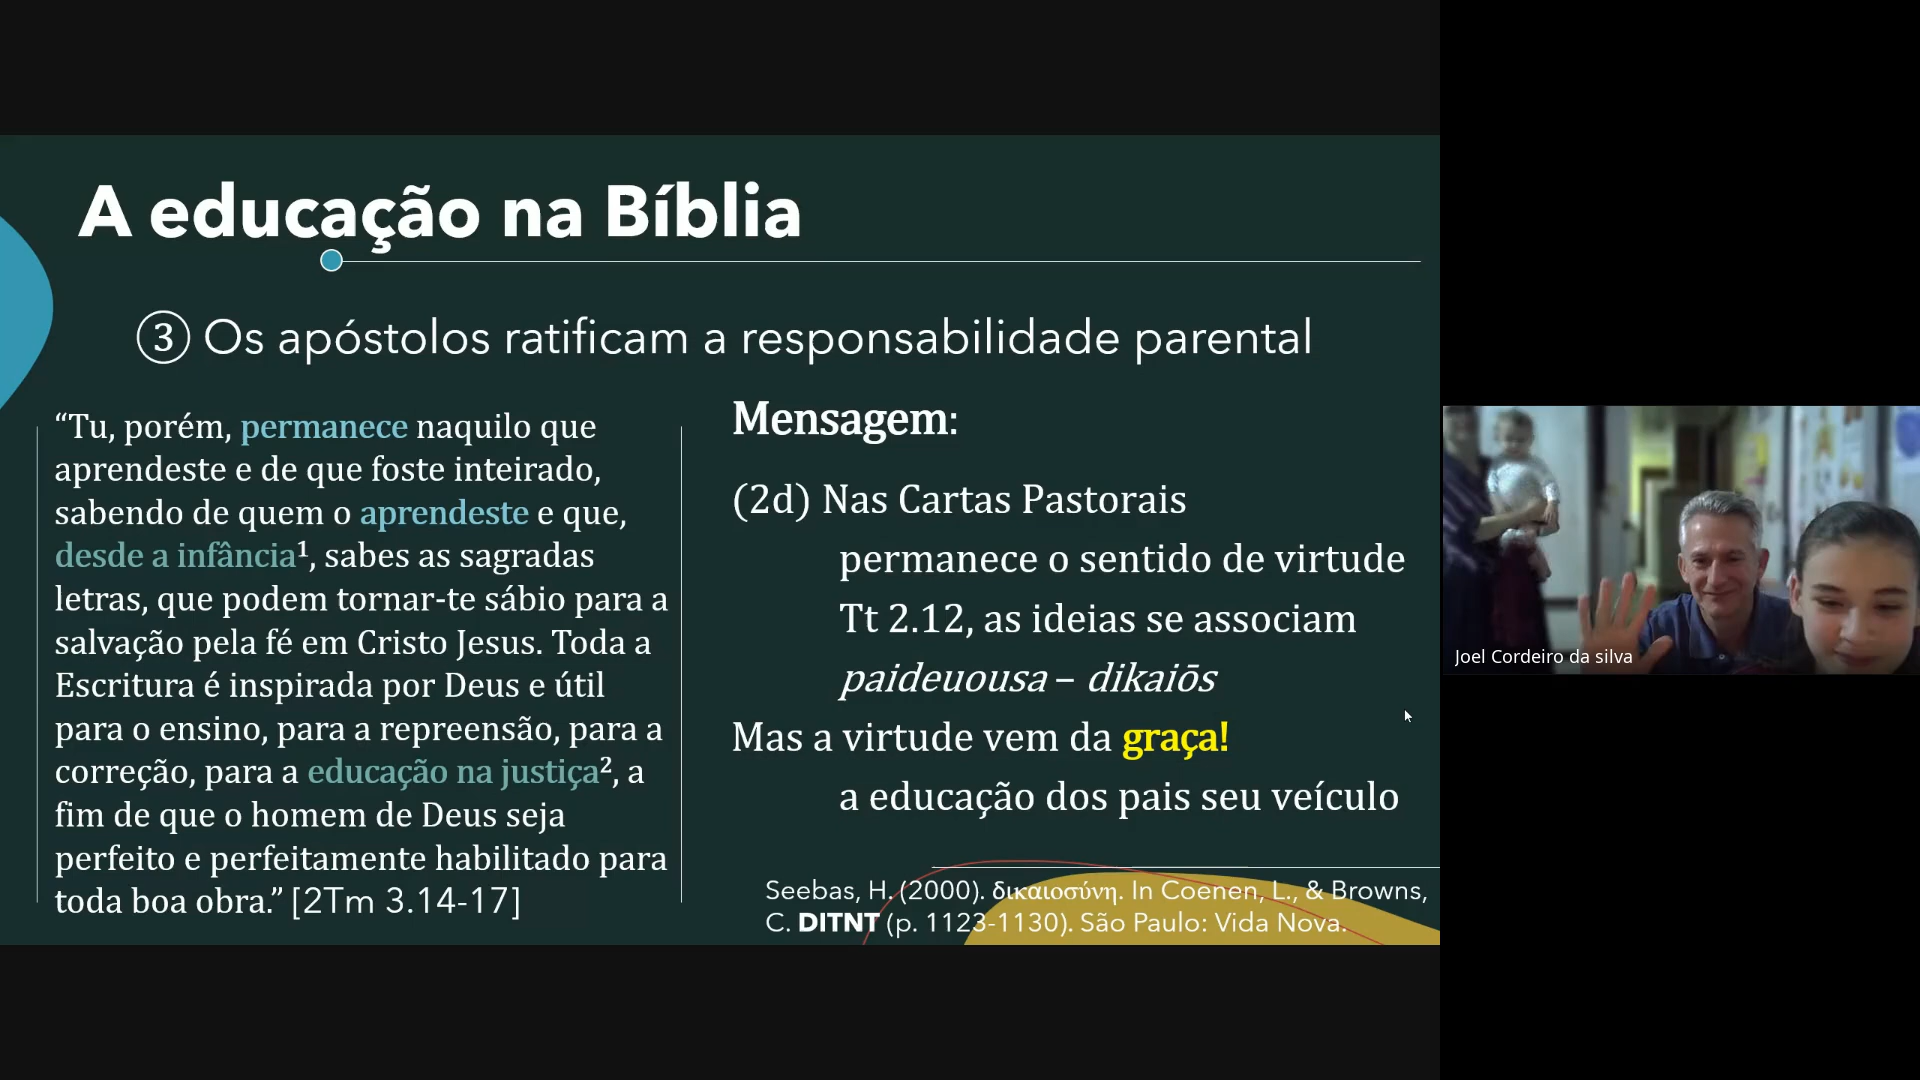 A educação na Bíblia
③ Os apóstolos ratificam a responsabilidade parental
“Tu, porém, permanece naquilo que
aprendeste e de que foste inteirado,
sabendo de quem o aprendeste e que,
desde a infância¹, sabes as sagradas
letras, que podem tornar-te sábio para a
salvação pela fé em Cristo Jesus. Toda a
Escritura é inspirada por Deus e útil
para o ensino, para a repreensão, para a
correção, para a educação na justiça², a
fim de que o homem de Deus seja
perfeito e perfeitamente habilitado para
toda boa obra.” [2Tm 3.14-17]
Mensagem:
(2d) Nas Cartas Pastorais
permanece o sentido de virtude
Tt 2.12, as ideias se associam
paideuousa – dikaiōs
Mas a virtude vem da graça!
a educação dos pais seu veículo
Seebas, H. (2000). δικαιοσύνη. In Coenen, L., & Browns,
C. DITNT (p. 1123-1130). São Paulo: Vida Nova.
Joel Cordeiro da silva